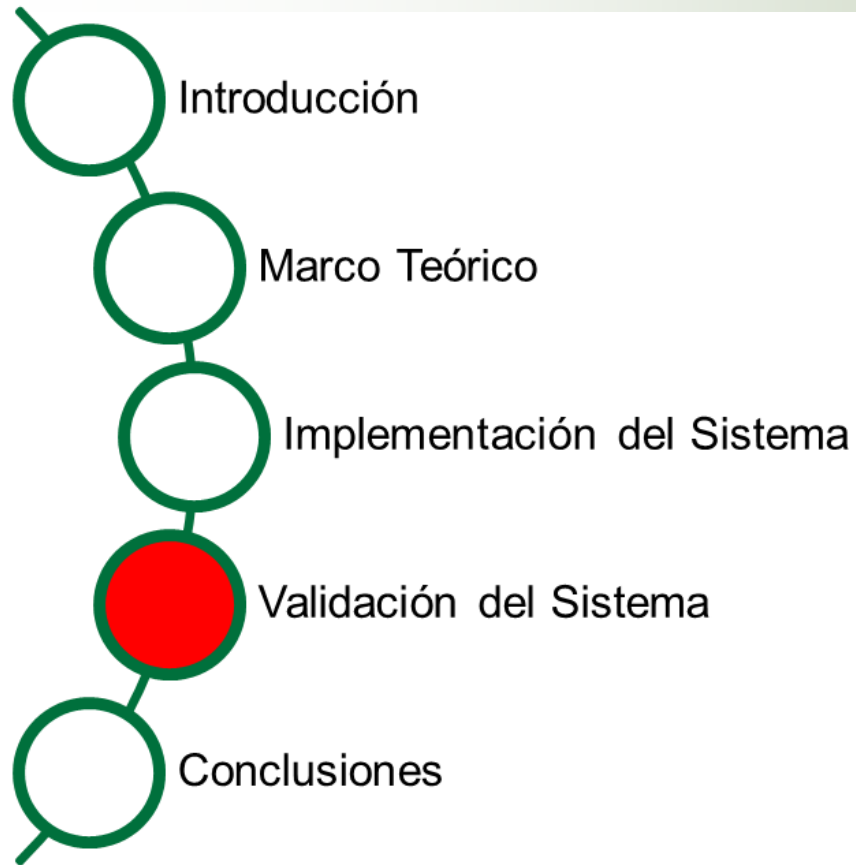 Introducción
Marco Teórico
Implementación del Sistema
Validación del Sistema
Conclusiones